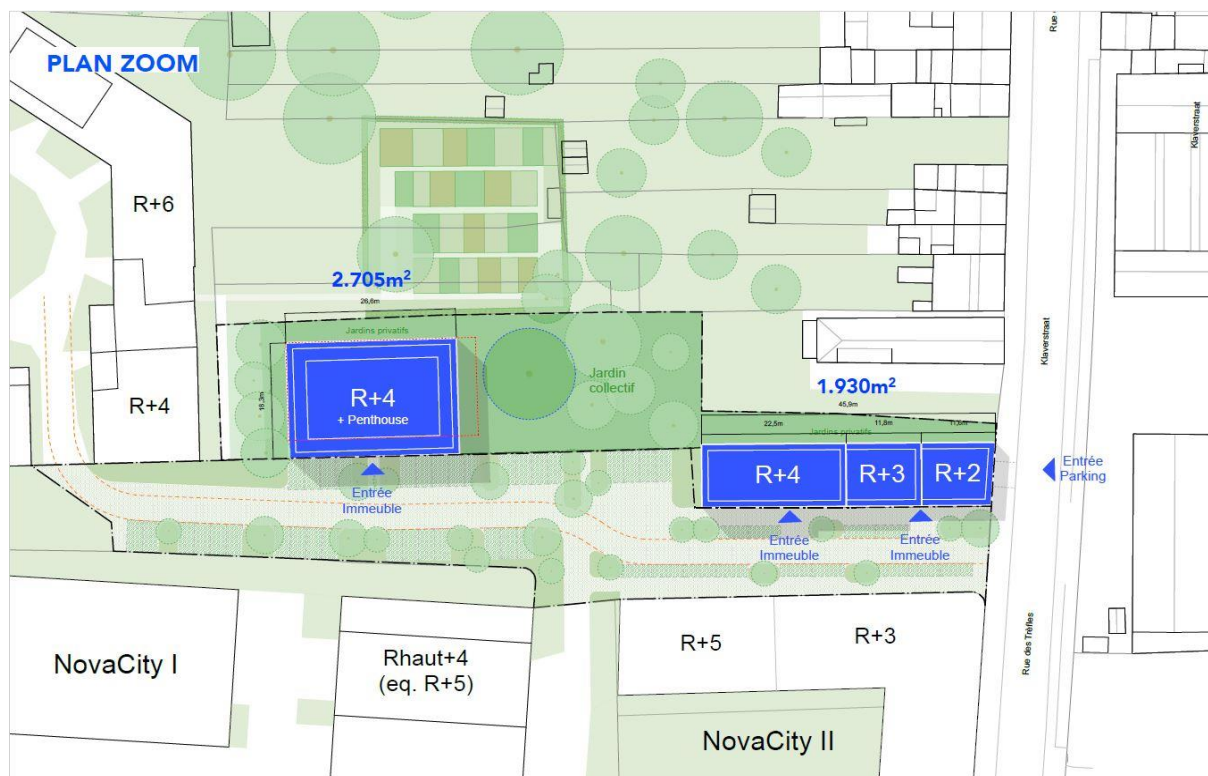 PLAN ZOOM
Rue
Klaverstraat
R+6
2.705m²
26,6m
Jardins privatifs
R+4
R+4
+ Penthouse
18,3m
Jardin
collectif
1.930m²
45,9m
22,5m
11,8m
Jardins privatifs
R+4
R+3
R+2
Klaverstraat
Entrée
Parking
Entrée
Immeuble
Entrée
Immeuble
Entrée
Immeuble
NovaCity I
Rhaut+4
(eq. R+5)
R+5
R+3
Rue des Trèfles
NovaCity II